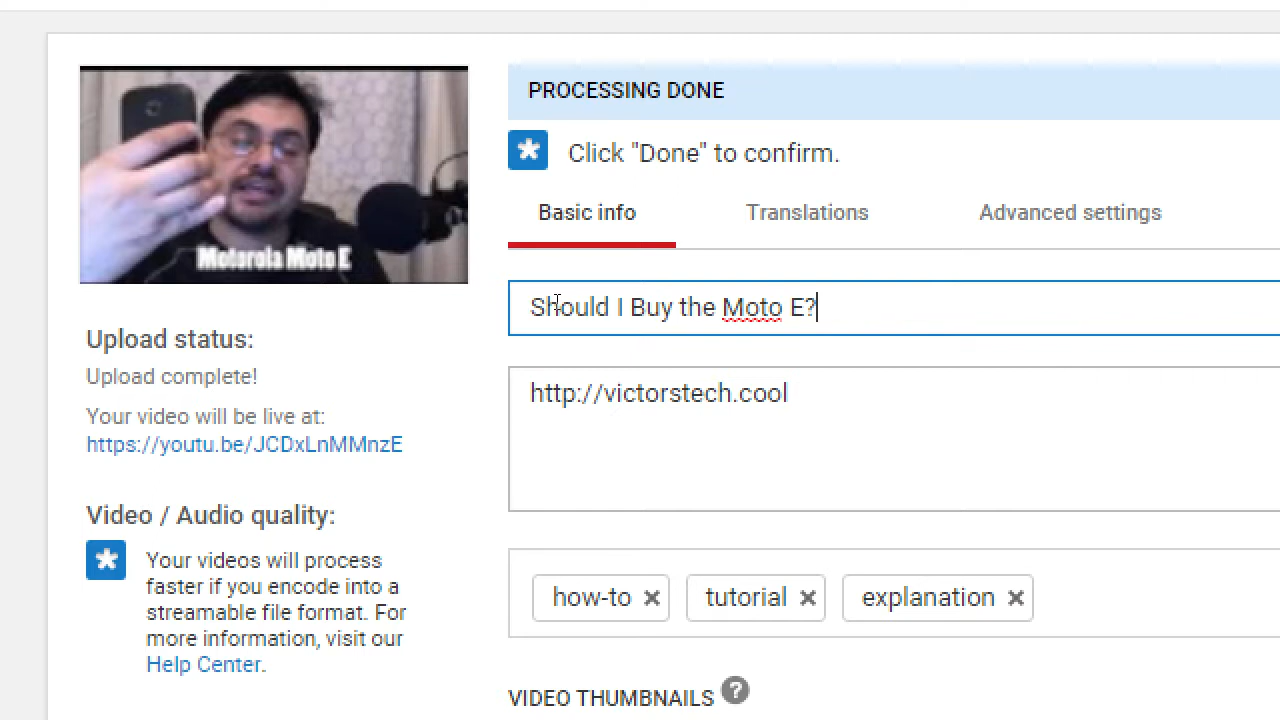 PROCESSING DONE
Click "Done" to confirm.
Basic info Translations Advanced settings
Motorola Moto E
Should I Buy the Moto E?
Upload status:
Upload complete!
Your video will be live at:
https://youtu.be/JCDxLnMMnzE
http://victorstech.cool
Video / Audio quality:
Your videos will process
faster if you encode into a
streamable file format. For
more information, visit our
Help Center.
how-to tutorial explanation
VIDEO THUMBNAILS ?